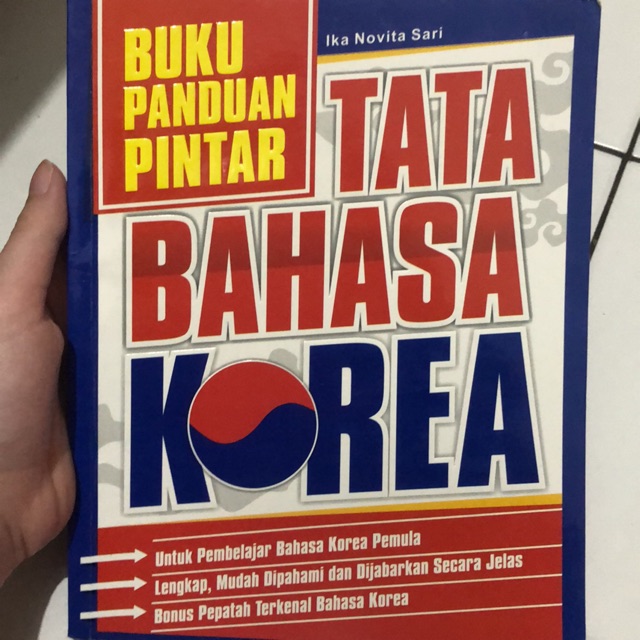 BUKU
PANDUAN
PINTAR
Ika Novita Sari
TATA
BAHASA
KOREA
Untuk Pembelajar Bahasa Korea Pemula
Lengkap, Mudah Dipahami dan Dijabarkan Secara Jelas
Bonus Pepatah Terkenal Bahasa Korea